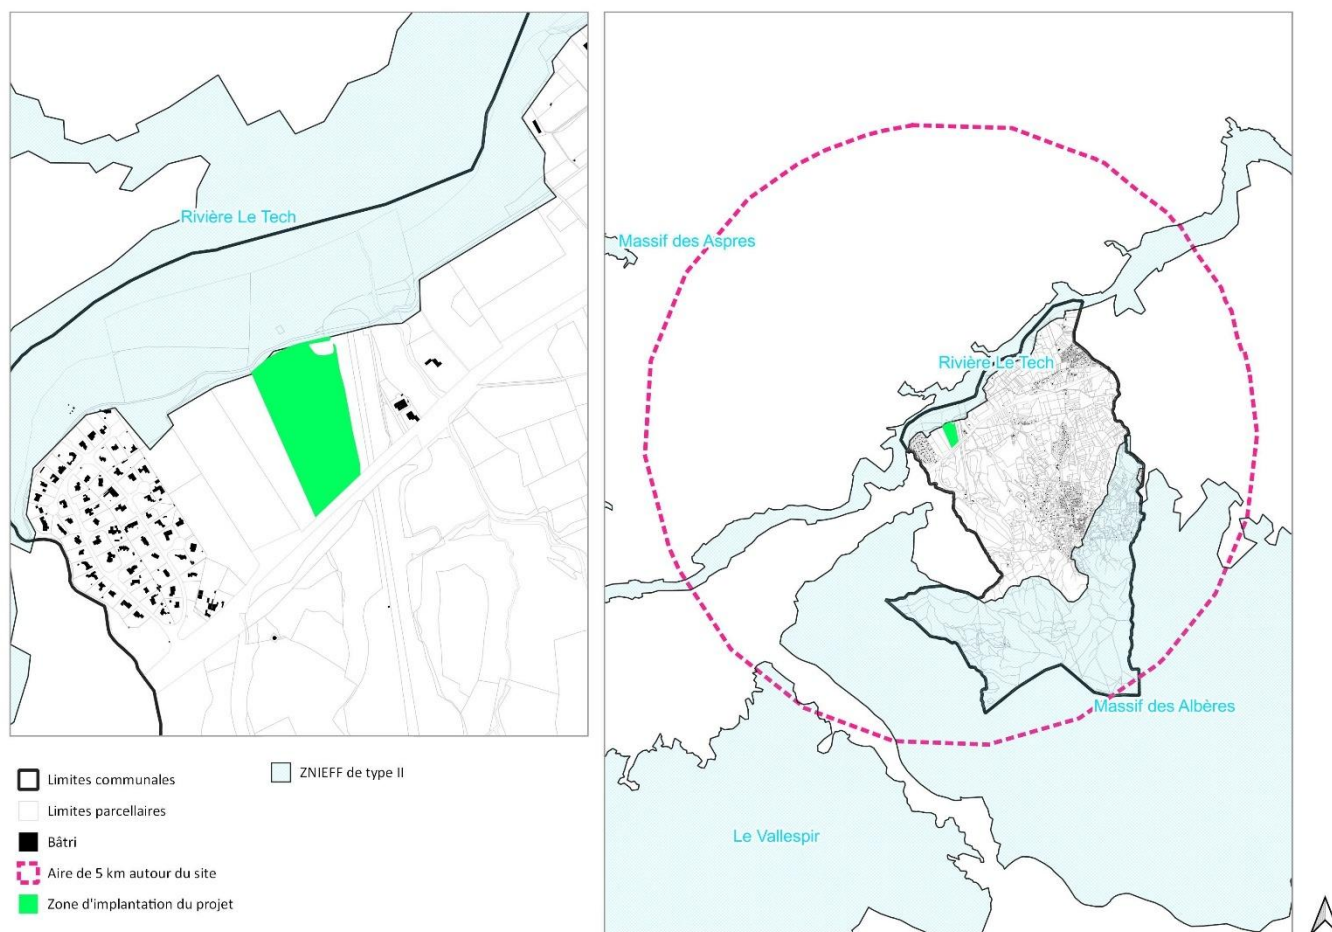 Rivière Le Tech
Massif des Aspres
Rivière Le Tech
Massif des Albères
Le Vallespir
Limites communales
ZNIEFF de type II
Limites parcellaires
Bâtri
Aire de 5 km autour du site
Zone d'implantation du projet